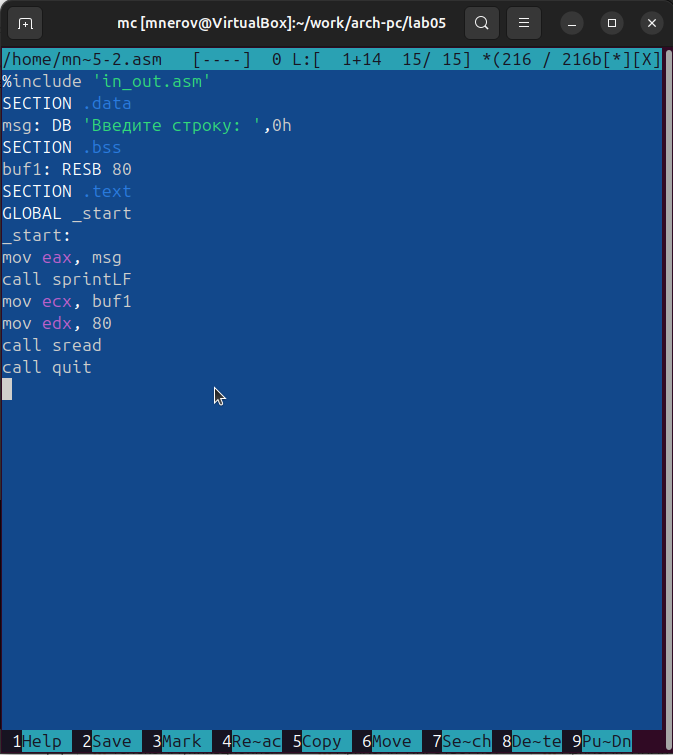 mc [mnerov@VirtualBox]:~/work/arch-pc/lab05
/home/mn~5-2.asm [----] 0 L:[ 1+14 15/ 15] *(216 / 216b[*][X]
%include 'in_out.asm'
SECTION .data
msg: DB 'Введите строку: ',0h
SECTION .bss
buf1: RESB 80
SECTION .text
GLOBAL _start
_start:
mov eax, msg
call sprintLF
mov ecx, buf1
mov edx, 80
call sread
call quit
1Help 2Save 3Mark 4Re~ac 5Copy 6Move 7Se~ch 8De~te 9Pu~Dn